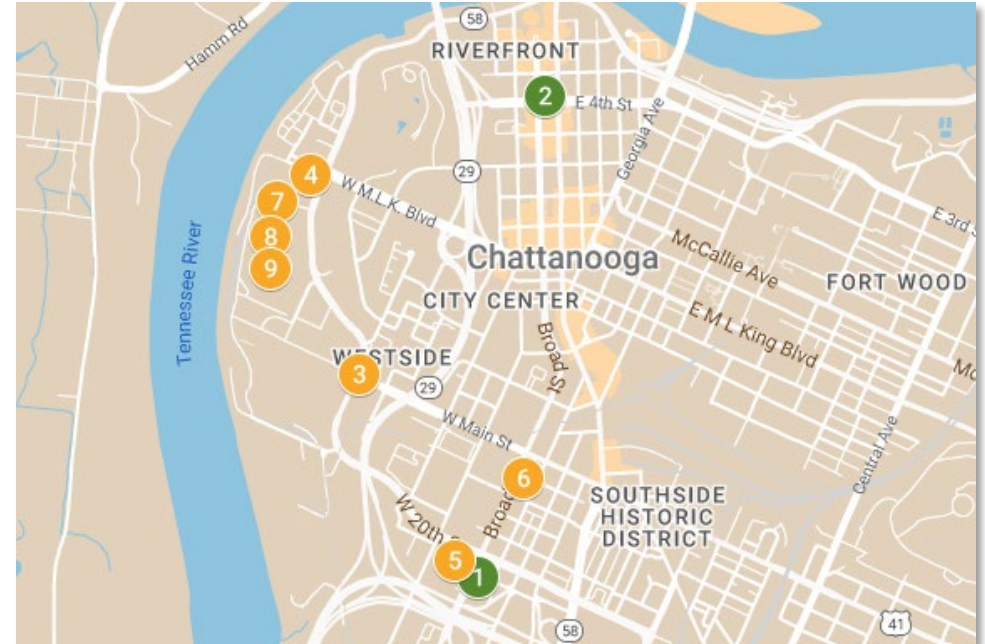 58
RIVERFRONT
Hamm Rd
2
E 4th St
Georgia Ave
29
4
W M.L.K. Blvd
7
8
9
Tennessee River
E 3rd S
McCallie Ave
Chattanooga
FORT WOOD
CITY CENTER
E M L King Blvd
Broad St
WESTSIDE
3
29
Mc
W Main St
Central Ave
6
SOUTHSIDE
HISTORIC
DISTRICT
Broad
W 20th S
5
1
58
41